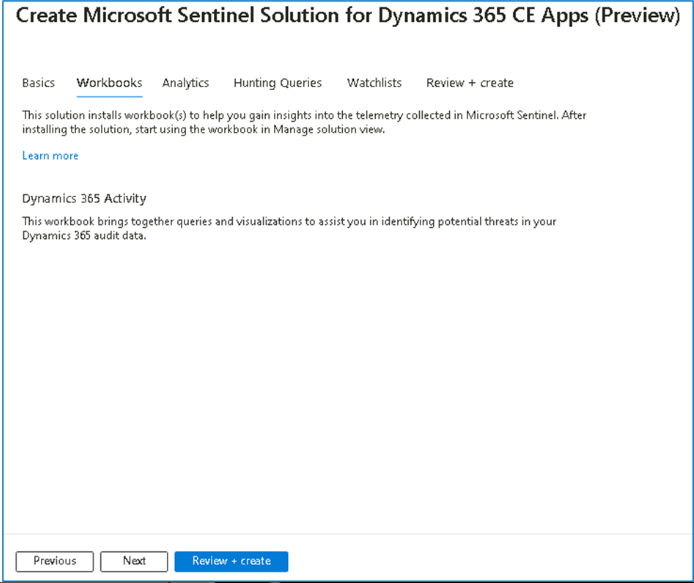 Create Microsoft Sentinel Solution for Dynamics 365 CE Apps (Preview)
Basics Workbooks Analytics Hunting Queries Watchlists Review + create
This solution installs workbook(s) to help you gain insights into the telemetry collected in Microsoft Sentinel. After
installing the solution, start using the workbook in Manage solution view.
Learn more
Dynamics 365 Activity
This workbook brings together queries and visualizations to assist you in identifying potential threats in your
Dynamics 365 audit data.
Previous Next Review + create